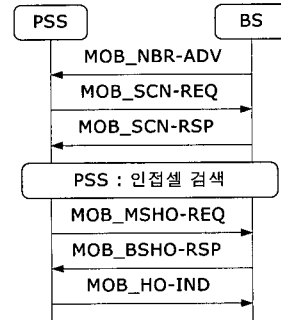 PSS
BS
MOB_NBR-ADV
MOB_SCN-REQ
MOB_SCN-RSP
PSS : 인접셀 검색
MOB_MSHO-REQ
MOB_BSHO-RSP
MOB_HO-IND